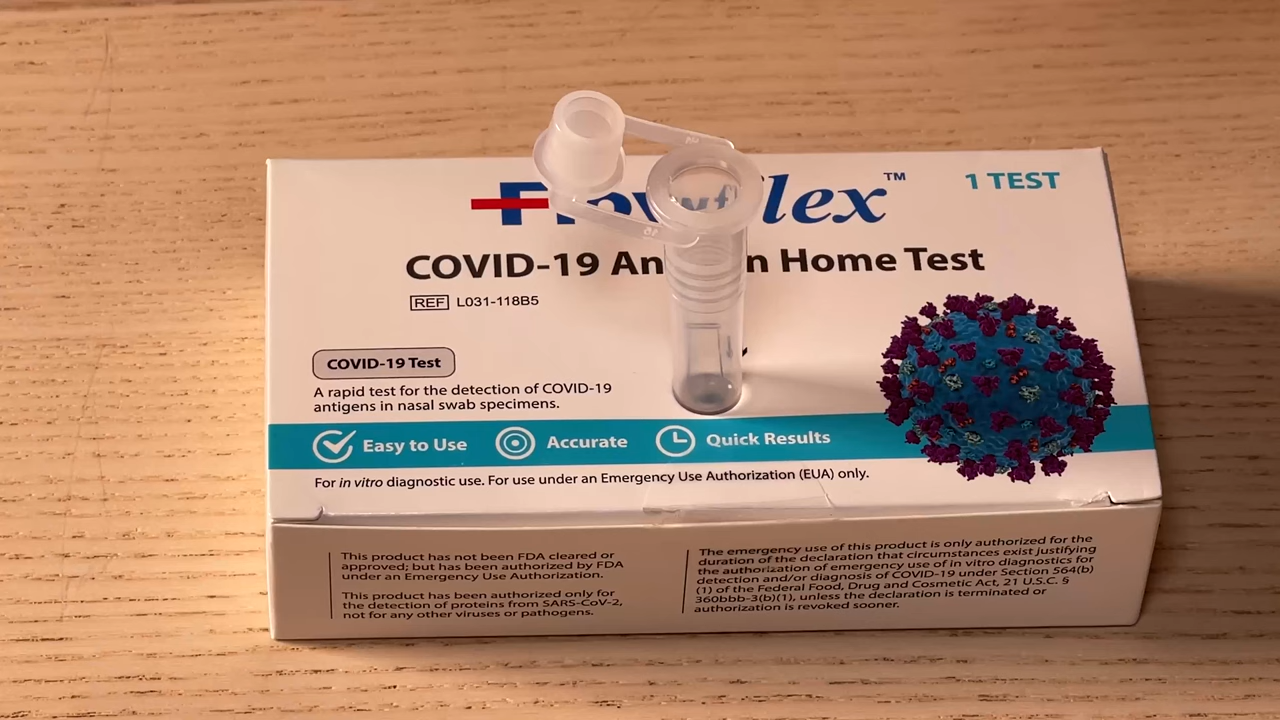 Flowflex™
1 TEST
COVID-19 Antigen Home Test
REF L031-118B5
COVID-19 Test
A rapid test for the detection of COVID-19
antigens in nasal swab specimens.
Easy to Use
Accurate
Quick Results
For in vitro diagnostic use. For use under an Emergency Use Authorization (EUA) only.
This product has not been FDA cleared or
approved; but has been authorized by FDA
under an Emergency Use Authorization.
This product has been authorized only for
the detection of proteins from SARS-CoV-2,
not for any other viruses or pathogens.
The emergency use of this product is only authorized for the
duration of the declaration that circumstances exist justifying
the authorization of emergency use of in vitro diagnostics for
detection and/or diagnosis of COVID-19 under Section 564(b)
(1) of the Federal Food, Drug and Cosmetic Act, 21 U.S.C. §
360bbb-3(b)(1), unless the declaration is terminated or
authorization is revoked sooner.